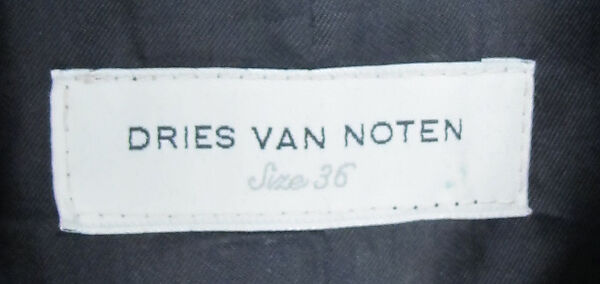 DRIES VAN NOTEN
Size 36